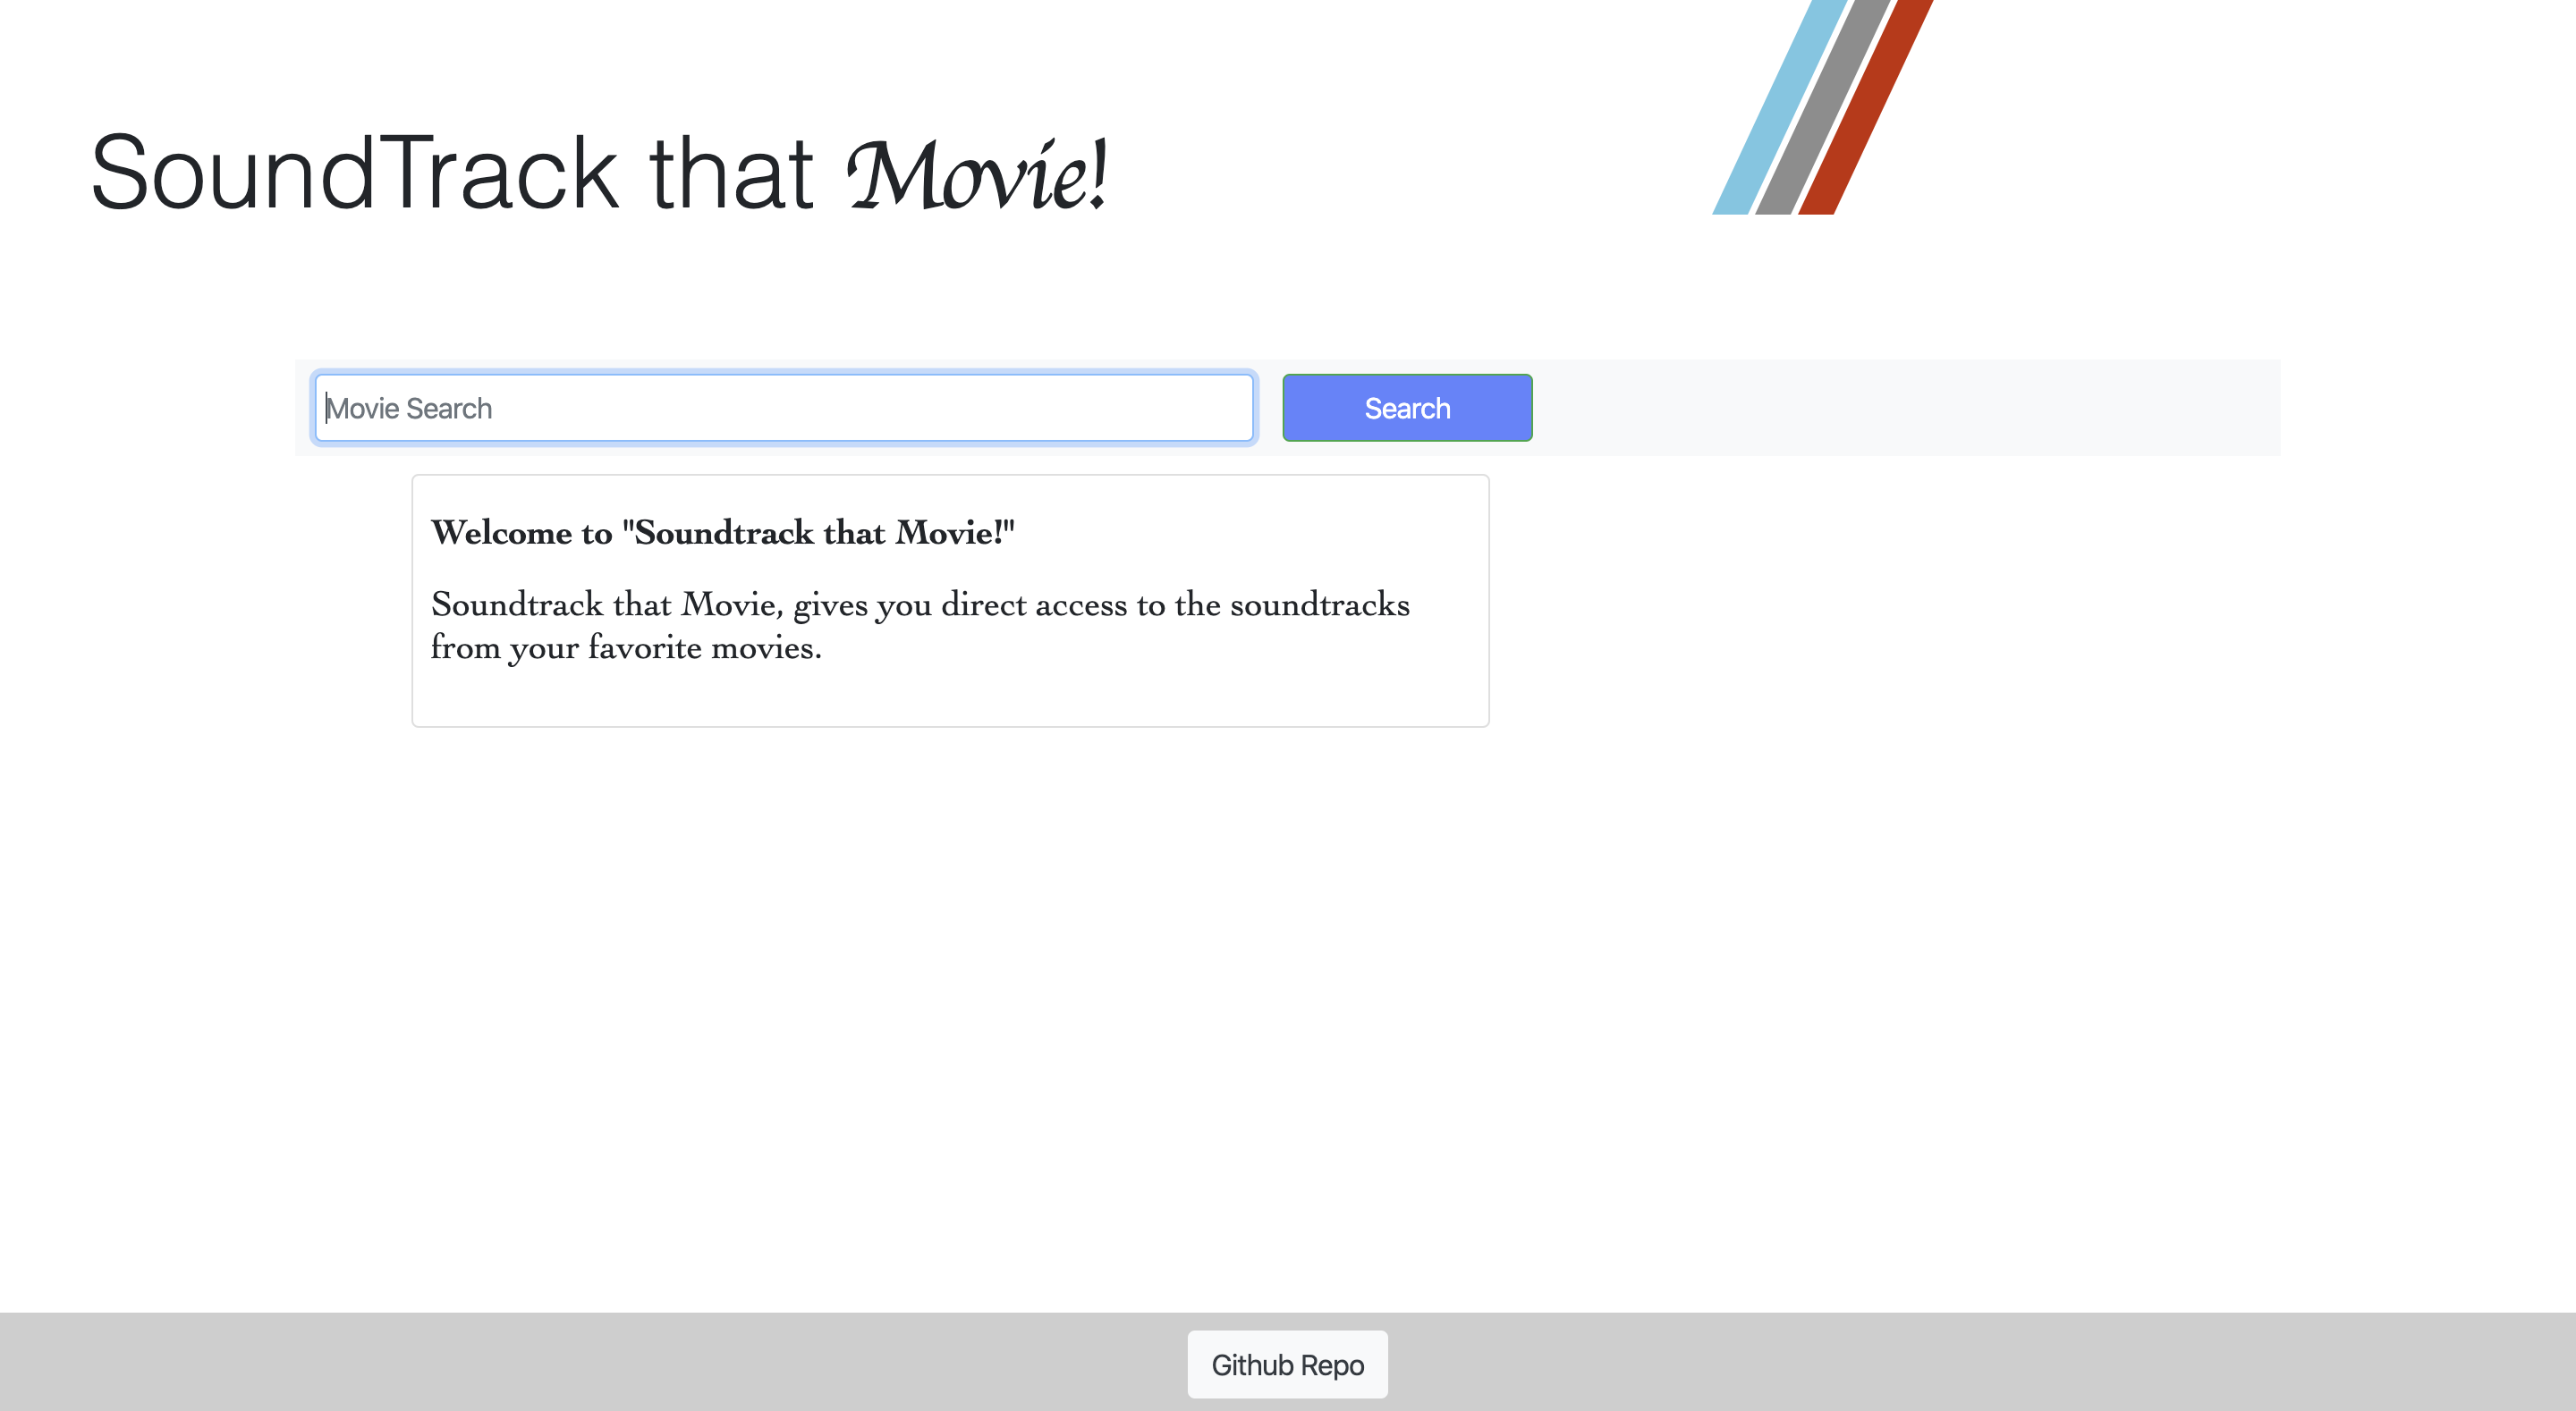 SoundTrack that Movie!
Movie Search
Search
Welcome to "Soundtrack that Movie!"
Soundtrack that Movie, gives you direct access to the soundtracks
from your favorite movies.
Github Repo